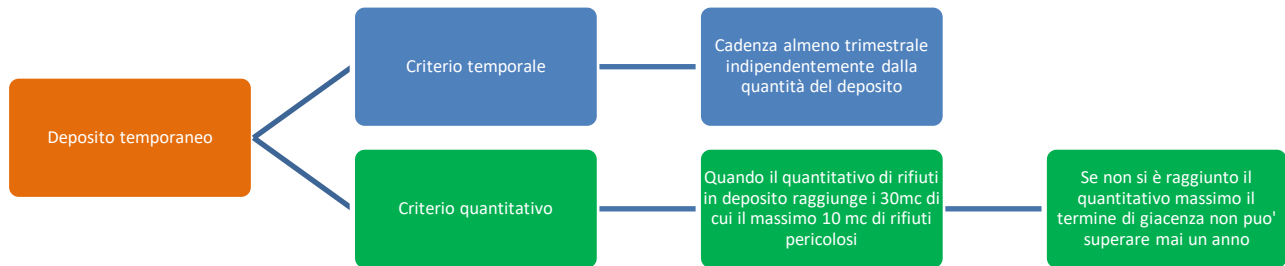 Deposito temporaneo
Criterio temporale
Cadenza almeno trimestrale
indipendentemente dalla
quantità del deposito
Criterio quantitativo
Quando il quantitativo di rifiuti
in deposito raggiunge i 30mc di
cui il massimo 10 mc di rifiuti
pericolosi
Se non si è raggiunto il
quantitativo massimo il
termine di giacenza non puo'
superare mai un anno